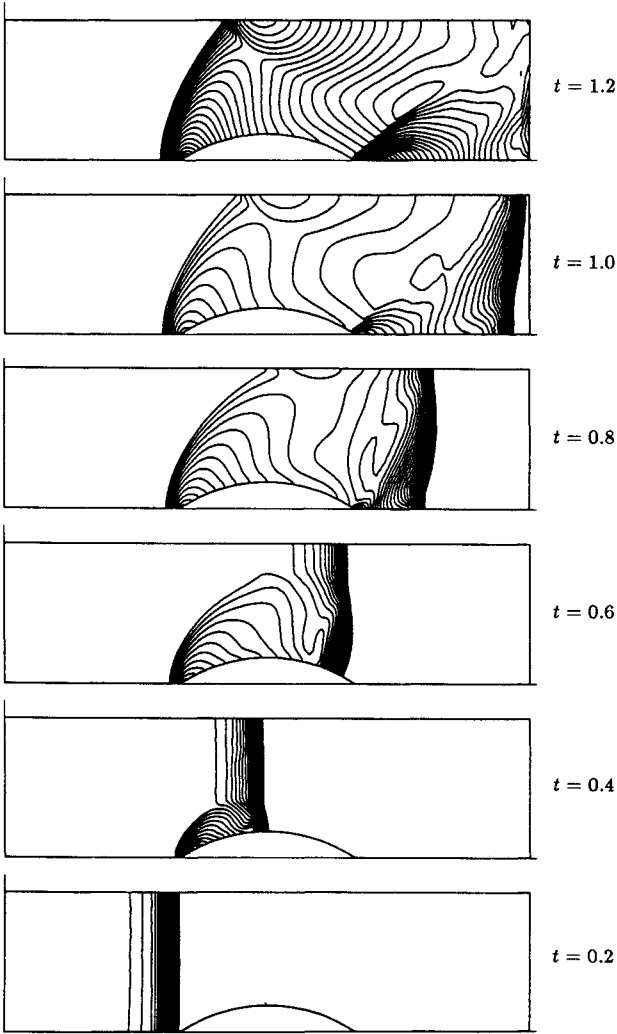 t = 1.2
t = 1.0
t = 0.8
t = 0.6
t = 0.4
t = 0.2